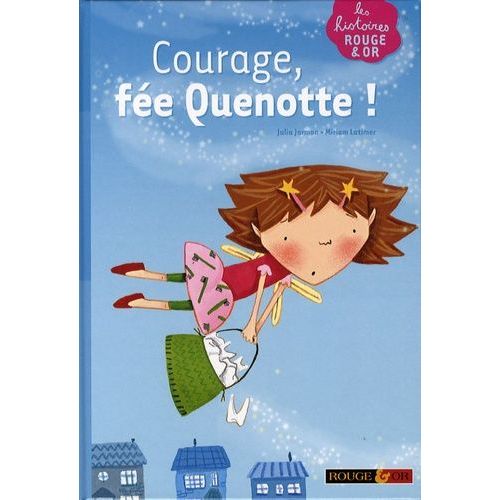 les
histoires
ROUGE
& OR
Courage,
fée Quenotte !
Julia Jarman • Miriam Latimer
ROUGE & OR